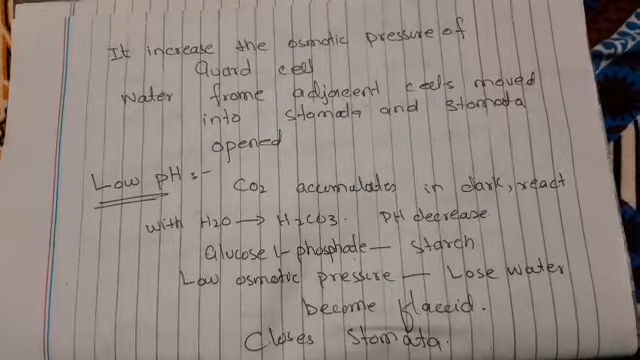 It increase the osmotic pressure of
Guard cell
Water frome adjacent cells moved
into stomata and stomata
opened
Low pH :-
CO2 accumulates in dark, react
with H2O → H2CO3. PH decrease
Glucose 1-phosphate — starch
Low osmotic pressure — Lose water
become flaccid.
Closes stomata.